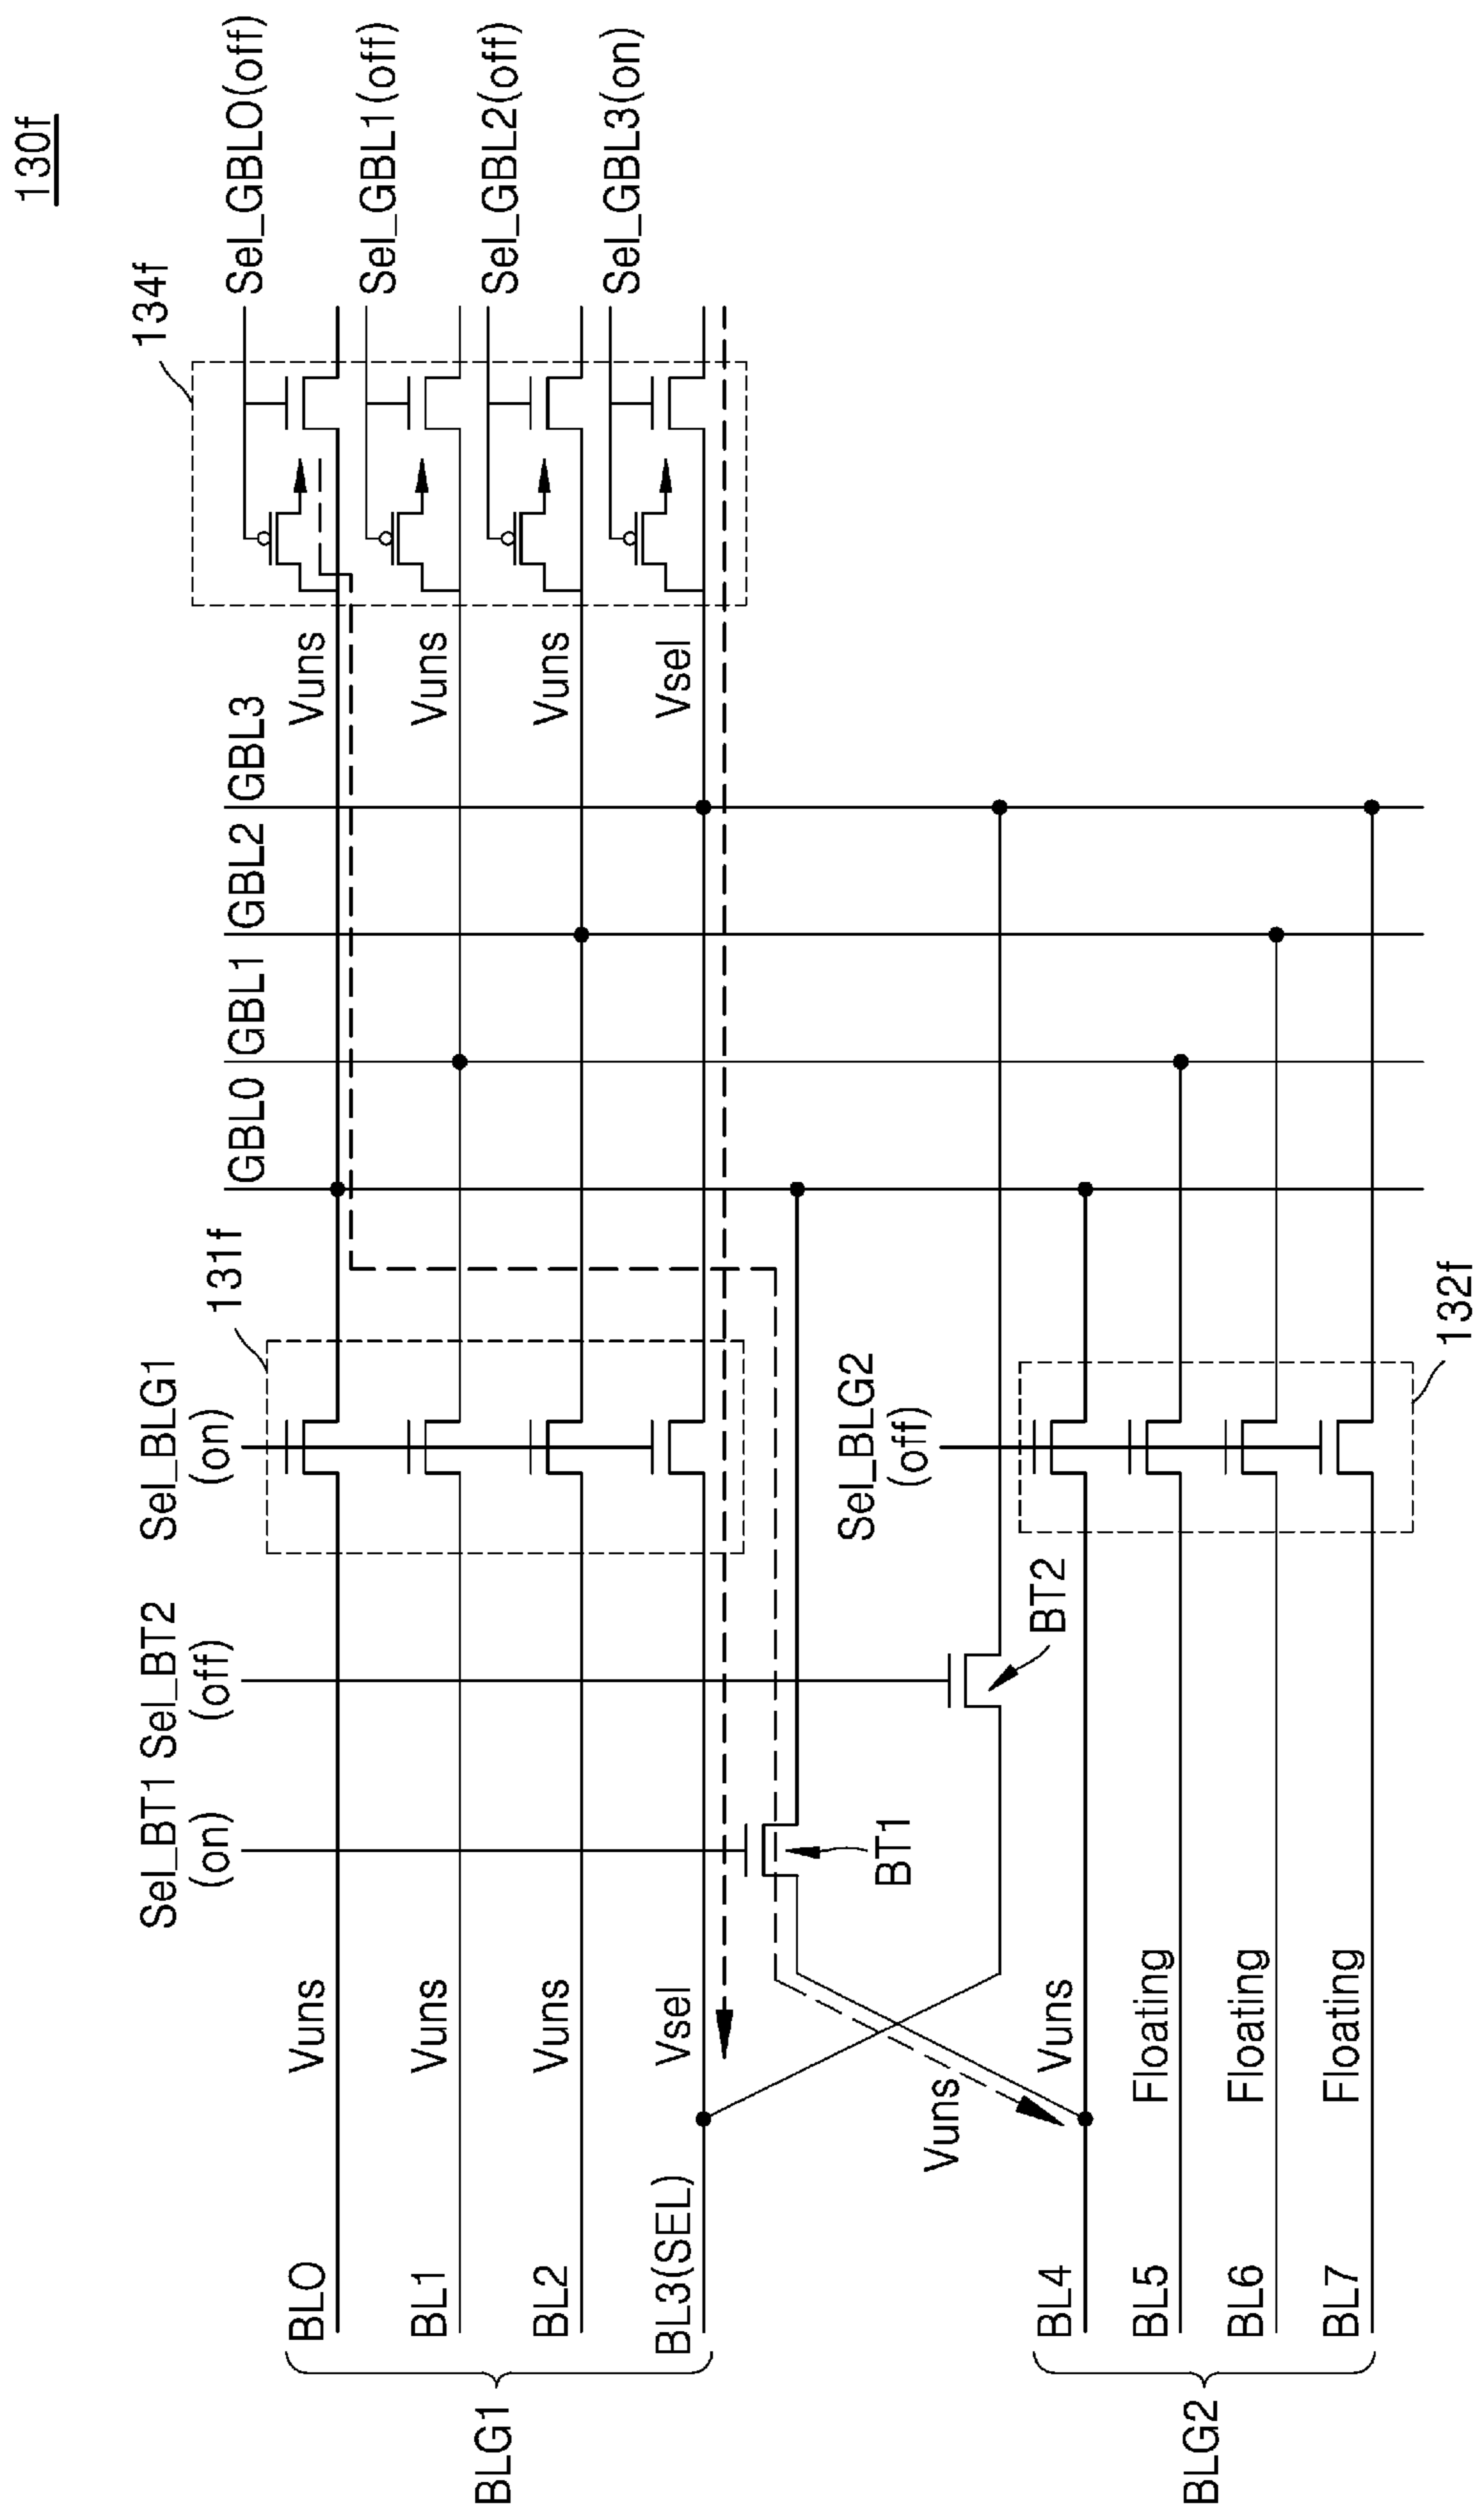 130f
134f
Sel_GBL0(off)
Sel_GBL1(off)
Sel_GBL2(off)
Sel_GBL3(on)
Vuns
Vuns
Vuns
Vsel
GBL0
GBL1
GBL2
GBL3
131f
132f
Sel_BLG1
(on)
Sel_BLG2
(off)
Sel_BT1
(on)
Sel_BT2
(off)
BT1
BT2
Vuns
Vuns
Vuns
Vsel
Vuns
Vuns
Floating
Floating
Floating
BL0
BL1
BL2
BL3(SEL)
BL4
BL5
BL6
BL7
BLG1
BLG2